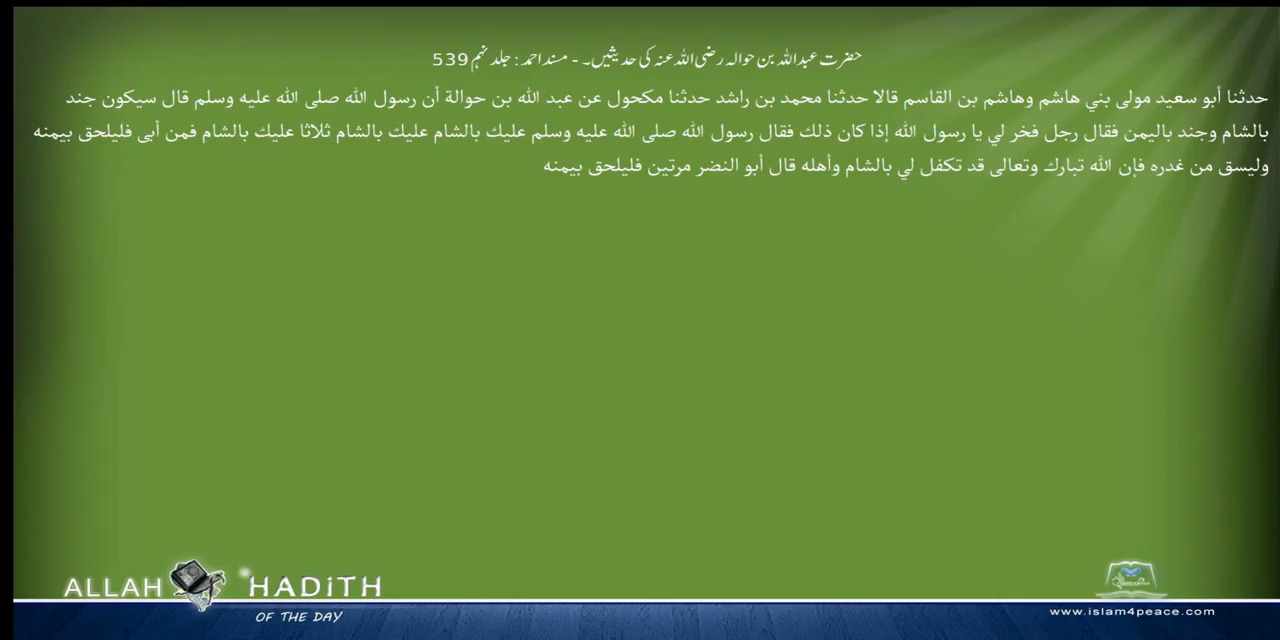 حضرت عبداللہ بن حوالہ رضی اللہ عنہ کی حدیثیں۔ - مسند احمد : جلد نہم 539
حدثنا أبو سعيد مولى بني هاشم وهاشم بن القاسم قالا حدثنا محمد بن راشد حدثنا مكحول عن عبد الله بن حوالة أن رسول الله صلى الله عليه وسلم قال سيكون جند
بالشام وجند باليمن فقال رجل فخر لي يا رسول الله إذا كان ذلك فقال رسول الله صلى الله عليه وسلم عليك بالشام عليك بالشام ثلاثا عليك بالشام فمن أبى فليلحق بيمنه
وليسق من غدره فإن الله تبارك وتعالى قد تكفل لي بالشام وأهله قال أبو النضر مرتين فليلحق بيمنه
ALLAH HADITH
OF THE DAY
www.islam4peace.com